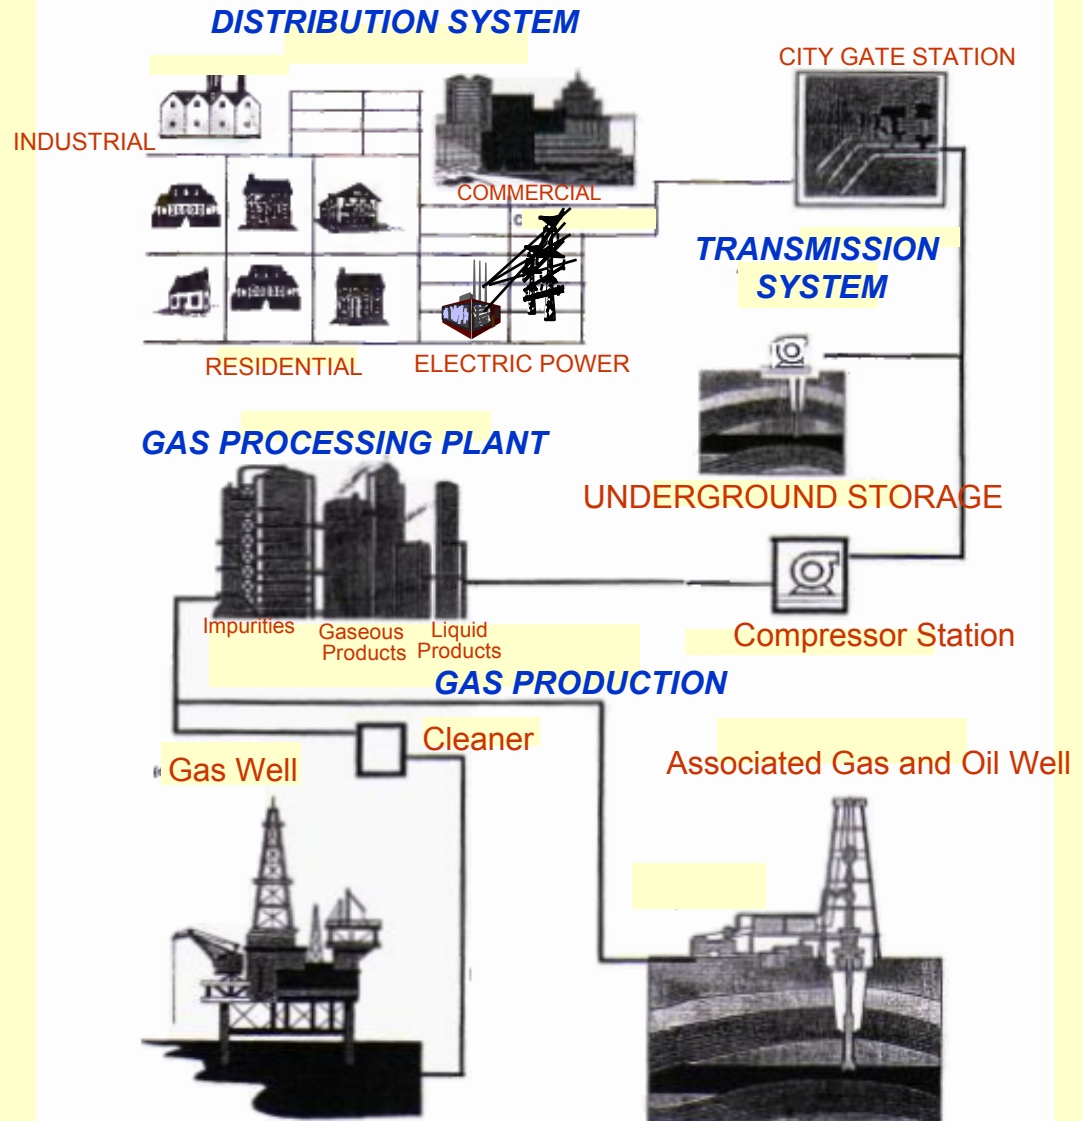 DISTRIBUTION SYSTEM
CITY GATE STATION
INDUSTRIAL
COMMERCIAL
TRANSMISSION
SYSTEM
RESIDENTIAL
ELECTRIC POWER
GAS PROCESSING PLANT
UNDERGROUND STORAGE
Impurities
Gaseous
Products
Liquid
Products
Compressor Station
GAS PRODUCTION
Cleaner
Gas Well
Associated Gas and Oil Well